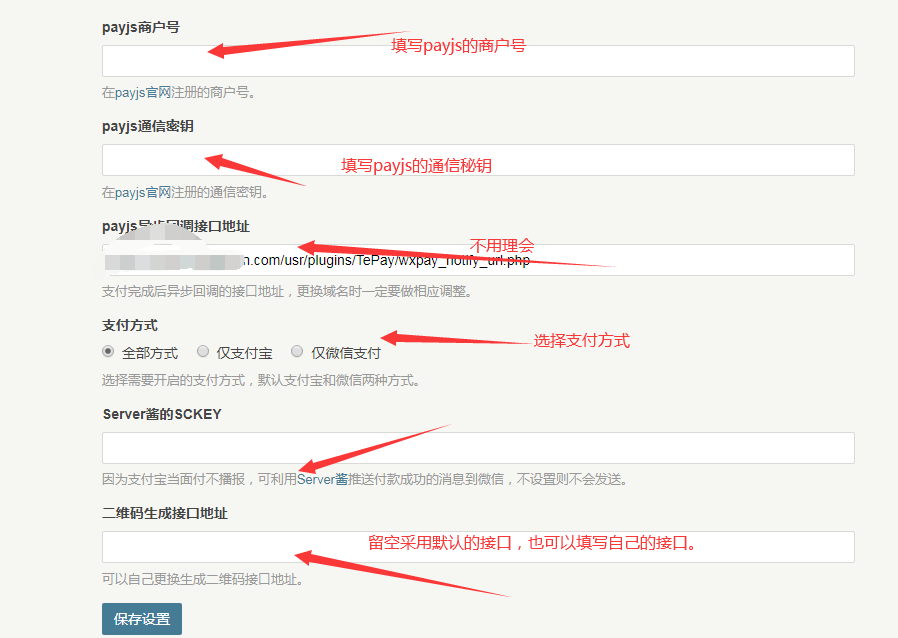 payjs商户号
填写payjs的商户号
在payjs官网注册的商户号。
payjs通信密钥
填写payjs的通信秘钥
在payjs官网注册的通信密钥。
payjs异步回调接口地址
不用理会
n.com/usr/plugins/TePay/wxpay_notify_url.php
支付完成后异步回调的接口地址，更换域名时一定要做相应调整。
支付方式
全部方式 仅支付宝 仅微信支付
选择支付方式
选择需要开启的支付方式，默认支付宝和微信两种方式。
Server酱的SCKEY
因为支付宝当面付不播报，可利用Server酱推送付款成功的消息到微信，不设置则不会发送。
二维码生成接口地址
留空采用默认的接口，也可以填写自己的接口。
可以自己更换生成二维码接口地址。
保存设置